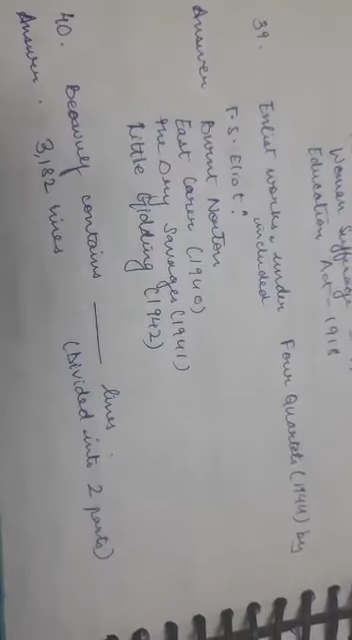 Women Suffrage
Education Act - 1918
39. Enlist works included under Four Quartets (1944) by
T.S. Eliot.
Answer Burnt Norton
East Coker (1940)
The Dry Salvages (1941)
Little Gidding (1942)
40. Beowulf contains ______ lines.
(Divided into 2 parts)
Answer. 3,182 lines